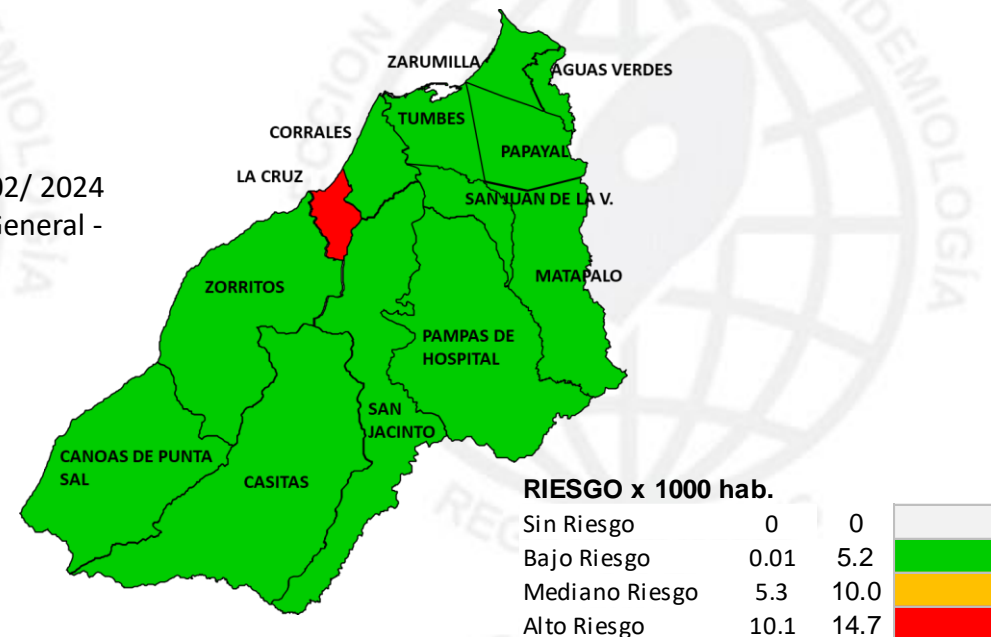 ZARUMILLA
AGUAS VERDES
TUMBES
CORRALES
PAPAYAL
LA CRUZ
02/ 2024
General -
SAN JUAN DE LA V.
MATAPALO
ZORRITOS
PAMPAS DE
HOSPITAL
SAN
JACINTO
CANOAS DE PUNTA
SAL
CASITAS
RIESGO x 1000 hab.
Sin Riesgo 0 0
Bajo Riesgo 0.01 5.2
Mediano Riesgo 5.3 10.0
Alto Riesgo 10.1 14.7